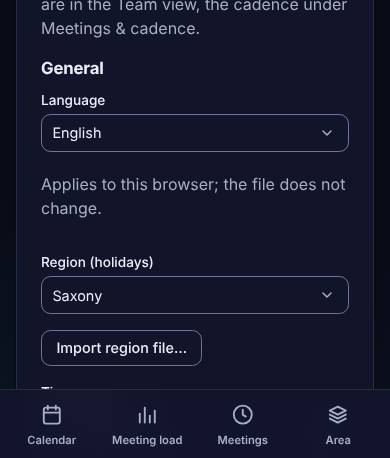 are in the Team view, the cadence under
Meetings & cadence.
General
Language
English
Applies to this browser; the file does not
change.
Region (holidays)
Saxony
Import region file...
Calendar
Meeting load
Meetings
Area